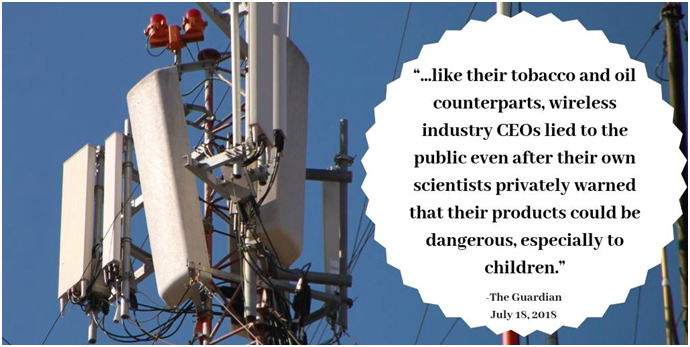 “...like their tobacco and oil
counterparts, wireless
industry CEOs lied to the
public even after their own
scientists privately warned
that their products could be
dangerous, especially to
children.”
-The Guardian
July 18, 2018